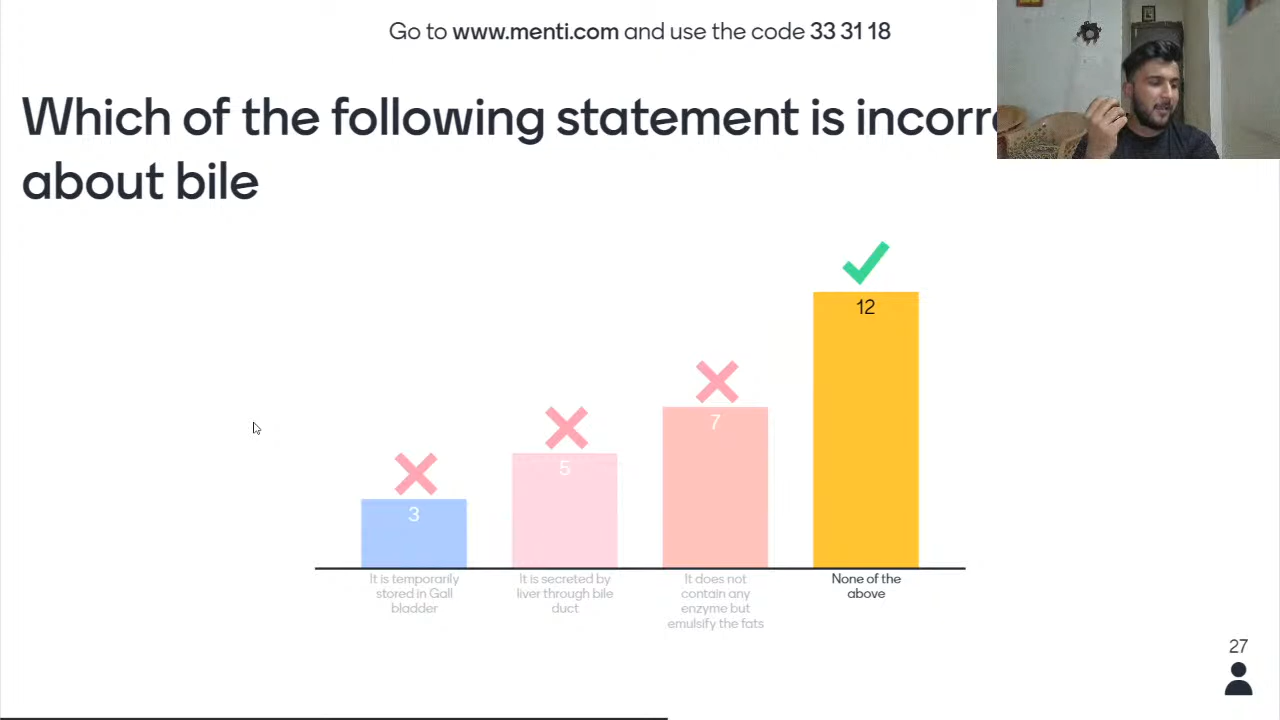 Go to www.menti.com and use the code 33 31 18
Which of the following statement is
about bile
12
7
5
3
It is temporarily
stored in Gall
bladder
It is secreted by
liver through bile
duct
It does not
contain any
enzyme but
emulsify the fats
None of the
above
27